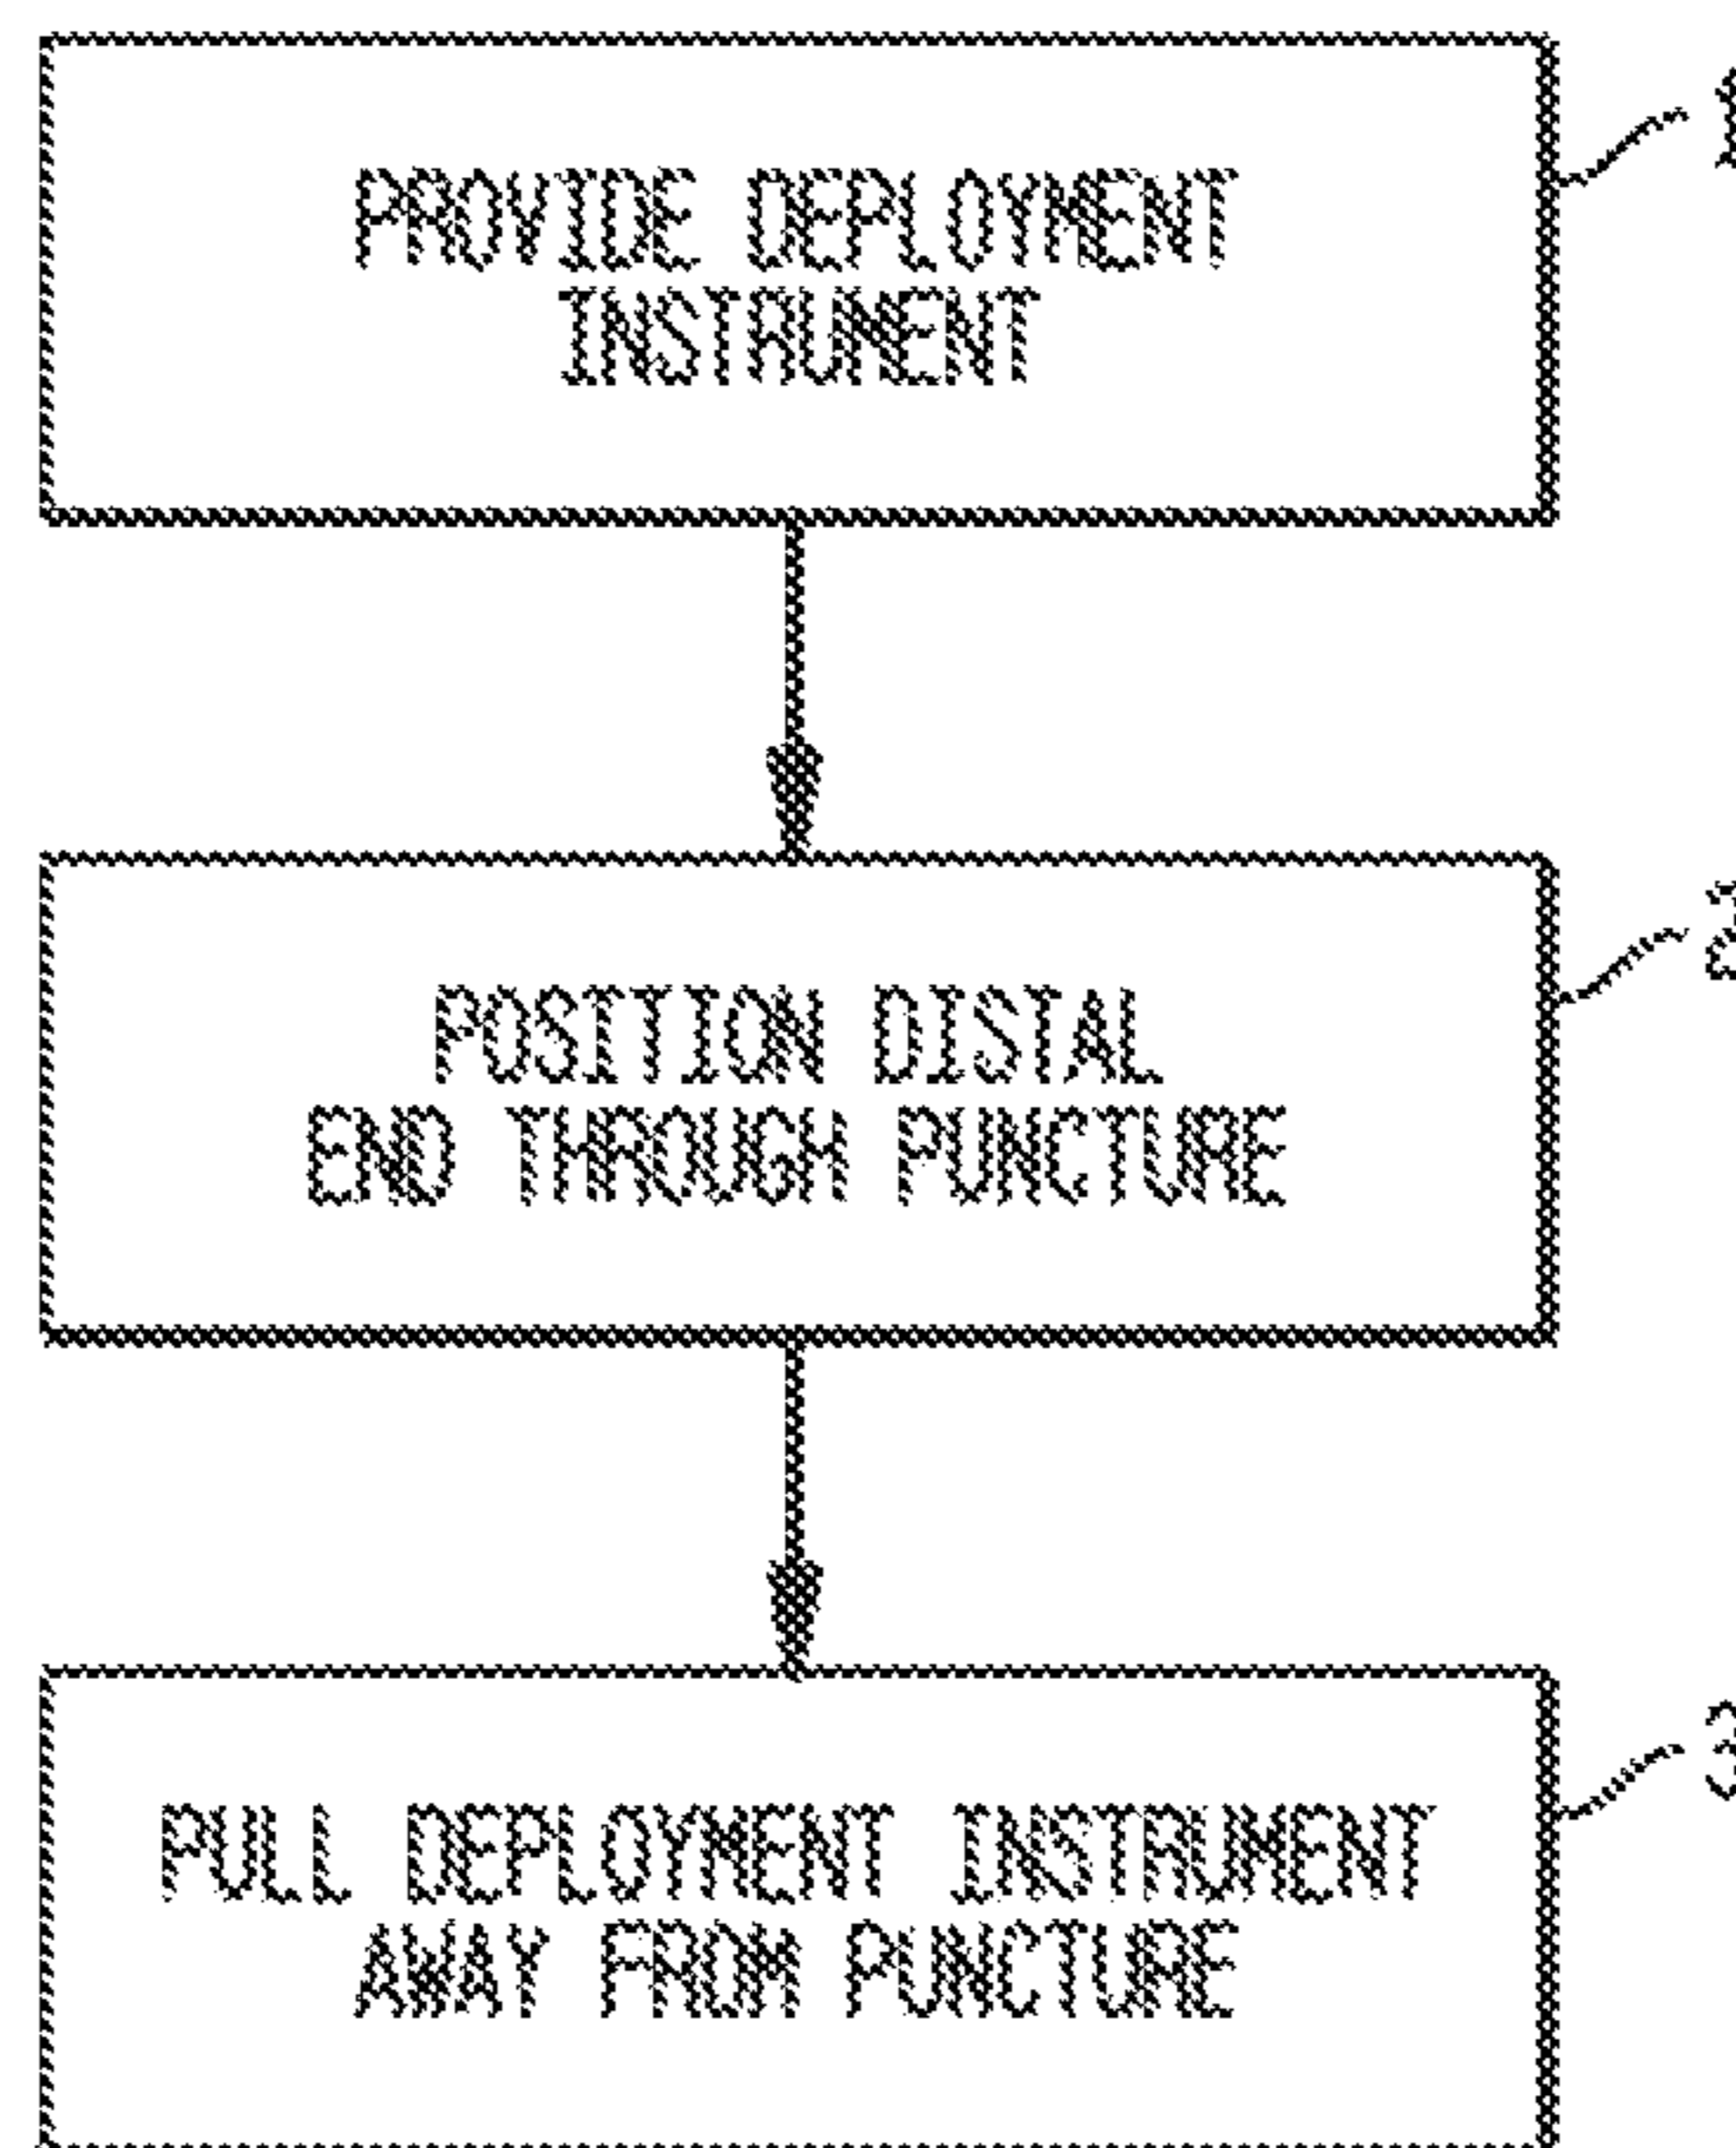 PROVIDE DEPLOYMENT
INSTRUMENT
POSITION DISTAL
END THROUGH PUNCTURE
PULL DEPLOYMENT INSTRUMENT
AWAY FROM PUNCTURE